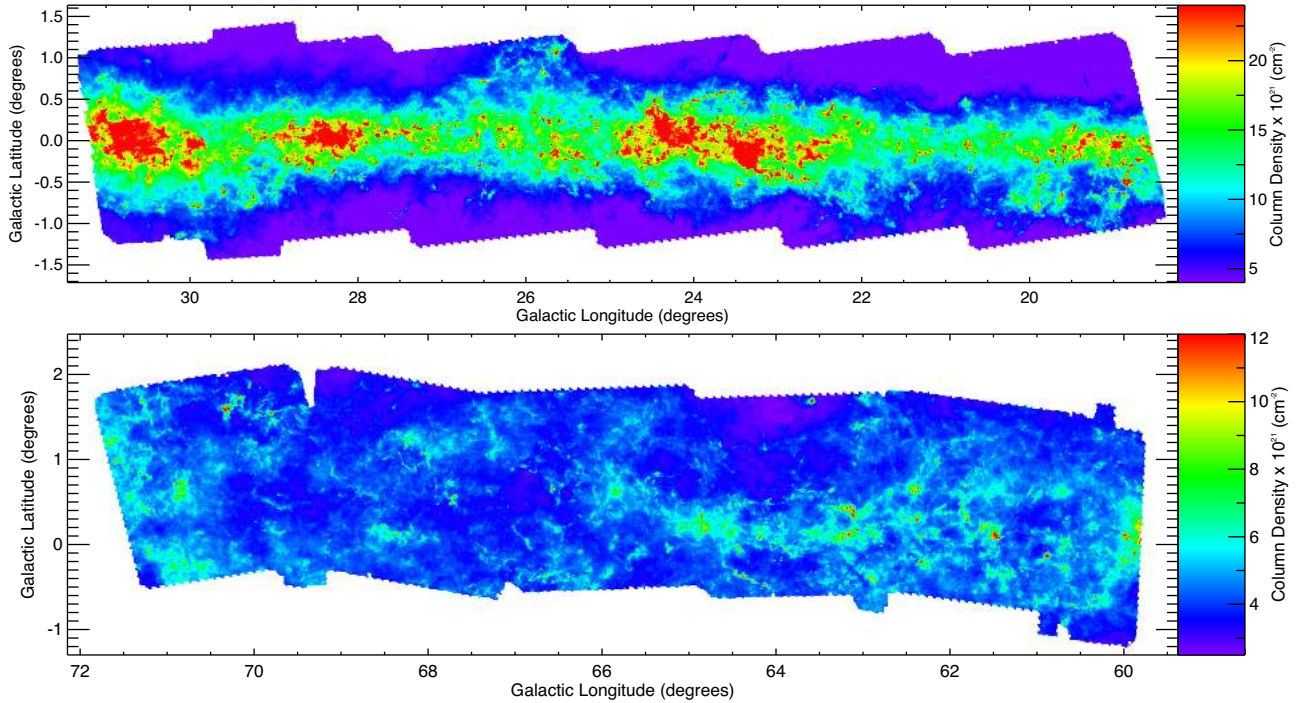 1.5
1.0
0.5
0.0
-0.5
-1.0
-1.5
Galactic Latitude (degrees)
30 28 26 24 22 20
Galactic Longitude (degrees)
20
15
10
5
Column Density x 10²¹ (cm⁻²)
2
1
0
-1
Galactic Latitude (degrees)
72 70 68 66 64 62 60
Galactic Longitude (degrees)
12
10
8
6
4
Column Density x 10²¹ (cm⁻²)